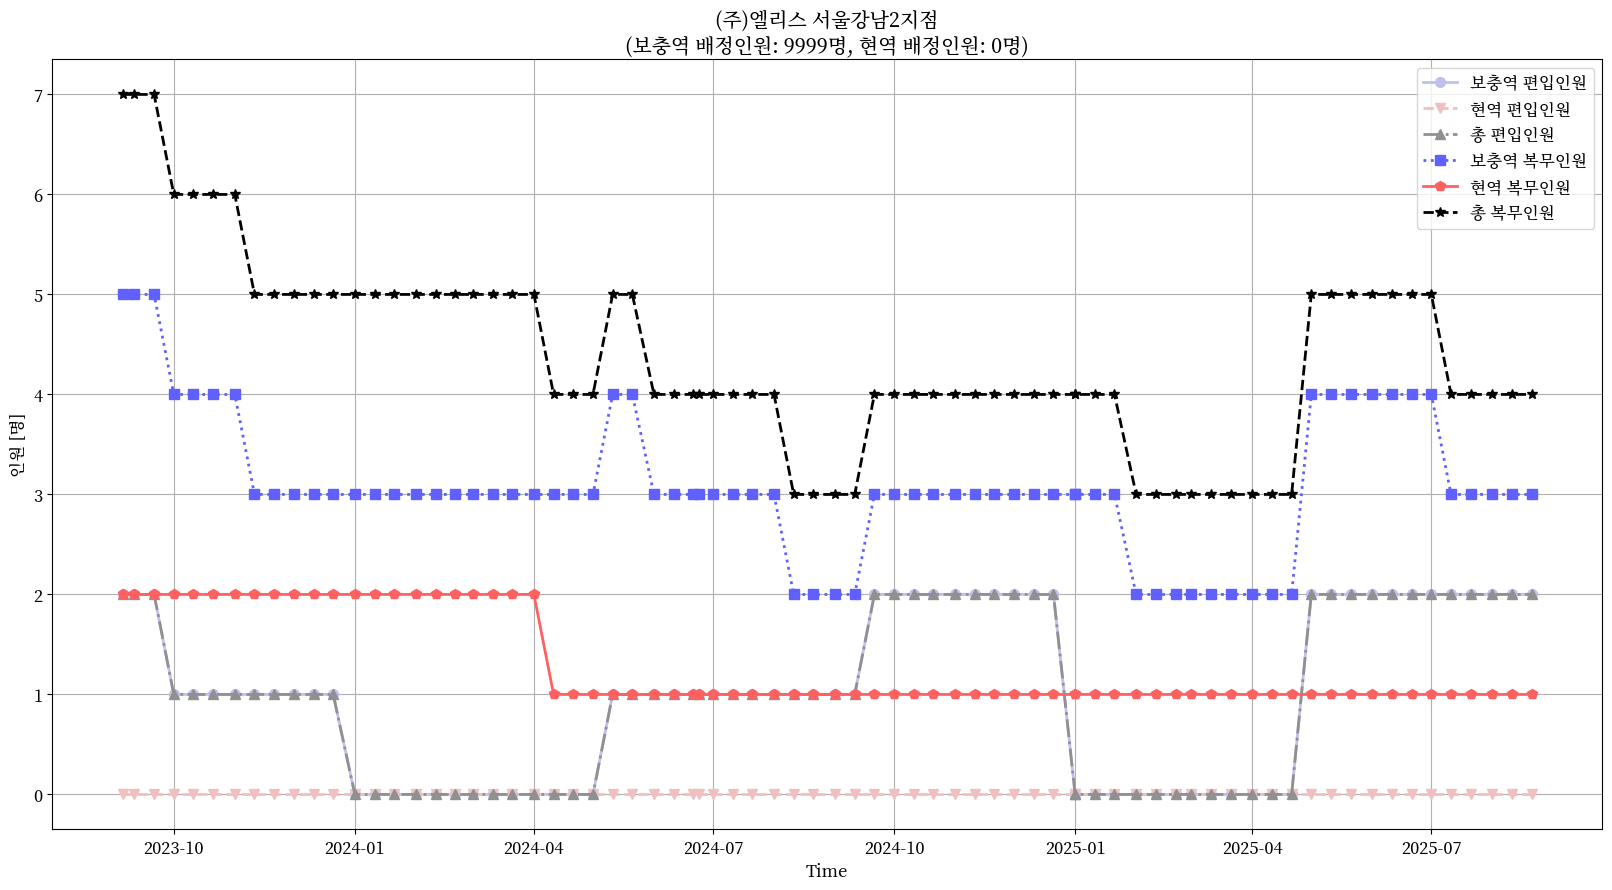 (주)엘리스 서울강남2지점
(보충역 배정인원: 9999명, 현역 배정인원: 0명)
보충역 편입인원
현역 편입인원
총 편입인원
보충역 복무인원
현역 복무인원
총 복무인원
인원 [명]
7
6
5
4
3
2
1
0
2023-10
2024-01
2024-04
2024-07
2024-10
2025-01
2025-04
2025-07
Time